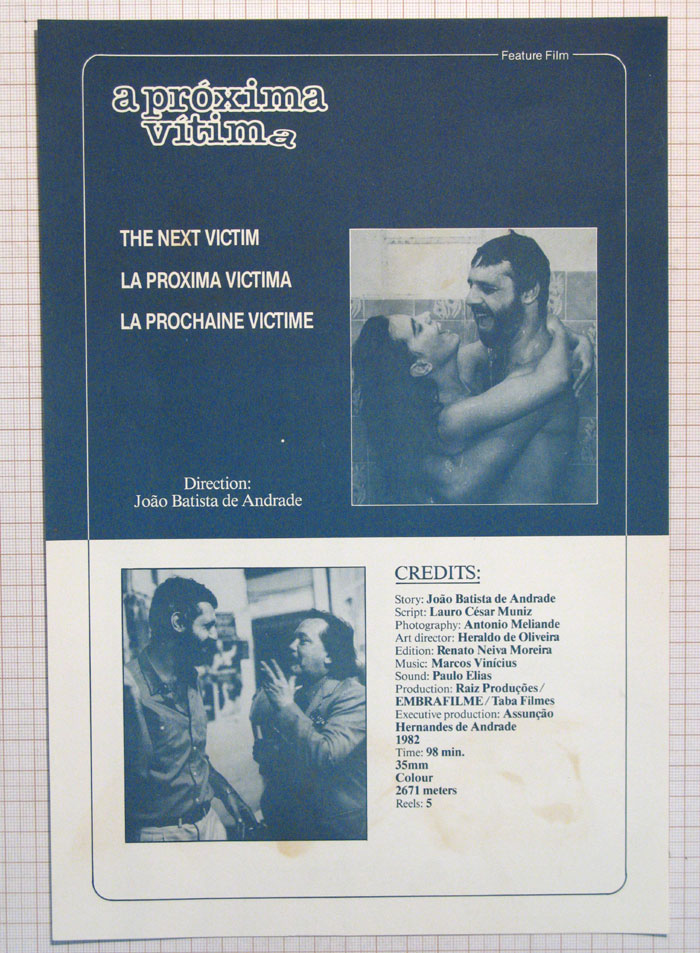 Feature Film
a próxima
vítima
THE NEXT VICTIM
LA PROXIMA VICTIMA
LA PROCHAINE VICTIME
Direction:
João Batista de Andrade
CREDITS:
Story: João Batista de Andrade
Script: Lauro César Muniz
Photography: Antonio Meliande
Art director: Heraldo de Oliveira
Edition: Renato Neiva Moreira
Music: Marcos Vinícius
Sound: Paulo Elias
Production: Raiz Produções/
EMBRAFILME/Taba Filmes
Executive production: Assunção
Hernandes de Andrade
1982
Time: 98 min.
35mm
Colour
2671 meters
Reels: 5